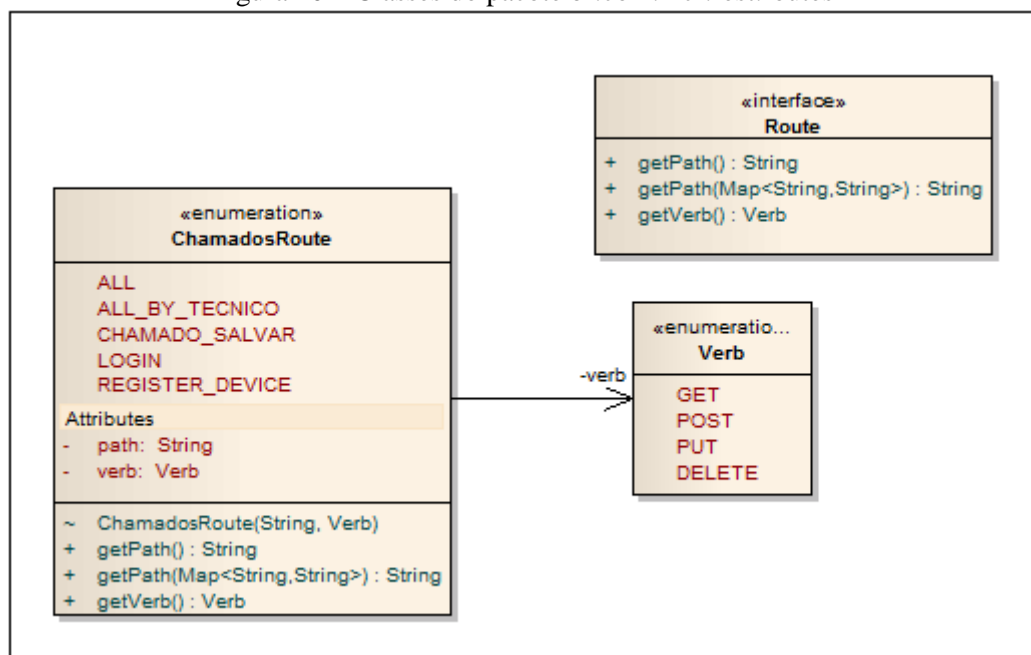 «interface»
Route
+ getPath() : String
+ getPath(Map<String,String>) : String
+ getVerb() : Verb
«enumeration»
ChamadosRoute
ALL
ALL_BY_TECNICO
CHAMADO_SALVAR
LOGIN
REGISTER_DEVICE
Attributes
- path: String
- verb: Verb
~ ChamadosRoute(String, Verb)
+ getPath() : String
+ getPath(Map<String,String>) : String
+ getVerb() : Verb
-verb
«enumeratio...
Verb
GET
POST
PUT
DELETE